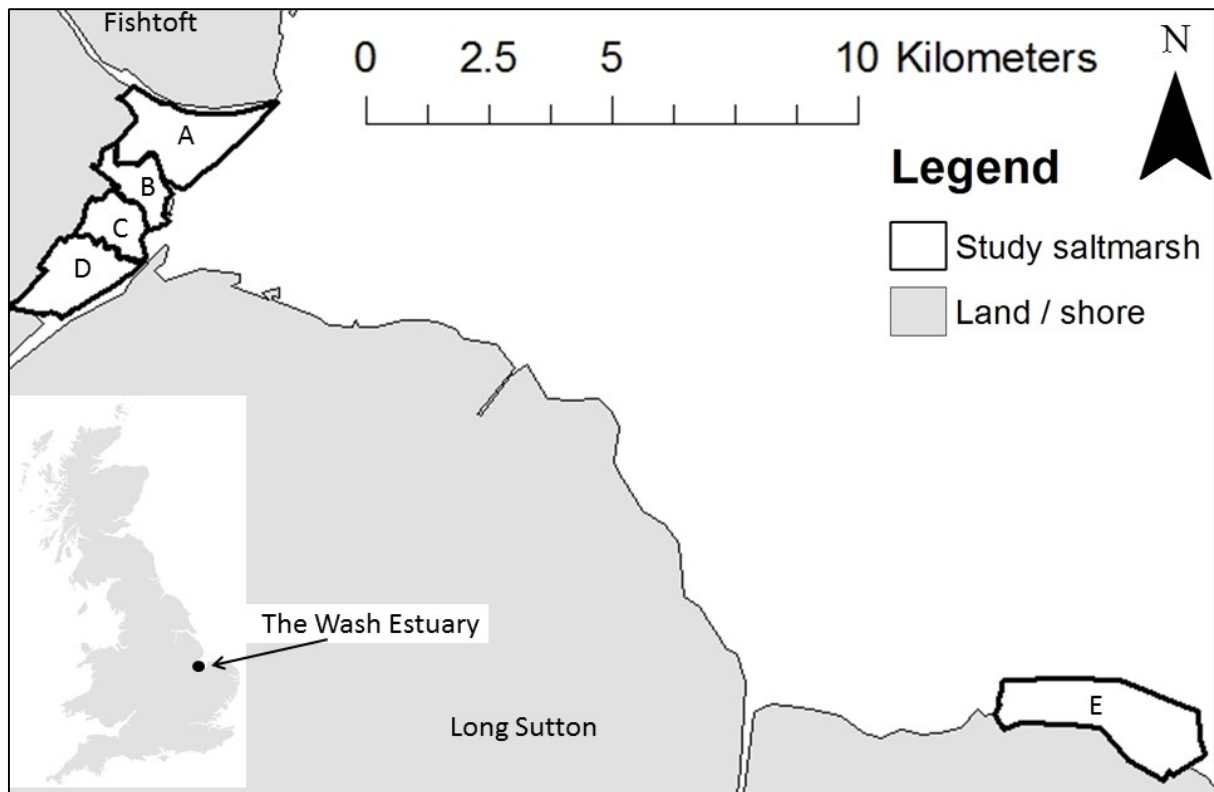 Fishtoft
0 2.5 5 10 Kilometers
N
A
B
C
D
Legend
Study saltmarsh
Land / shore
The Wash Estuary
Long Sutton
E